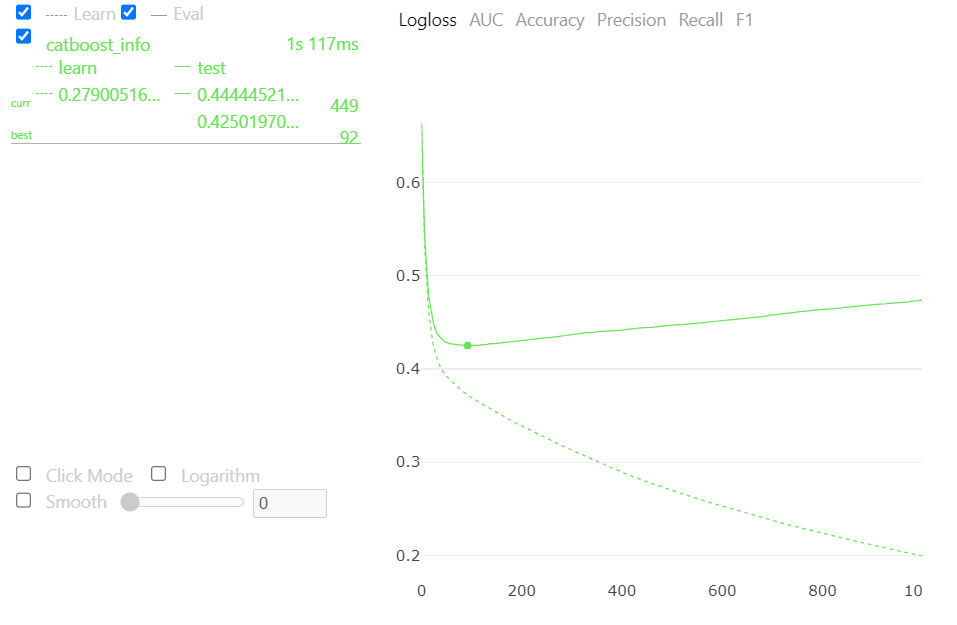 Learn Eval
catboost_info 1s 117ms
learn test
curr 0.27900516... 0.44444521... 449
0.42501970...
best 92
Click Mode Logarithm
Smooth 0
Logloss AUC Accuracy Precision Recall F1
0.6
0.5
0.4
0.3
0.2
0 200 400 600 800 10